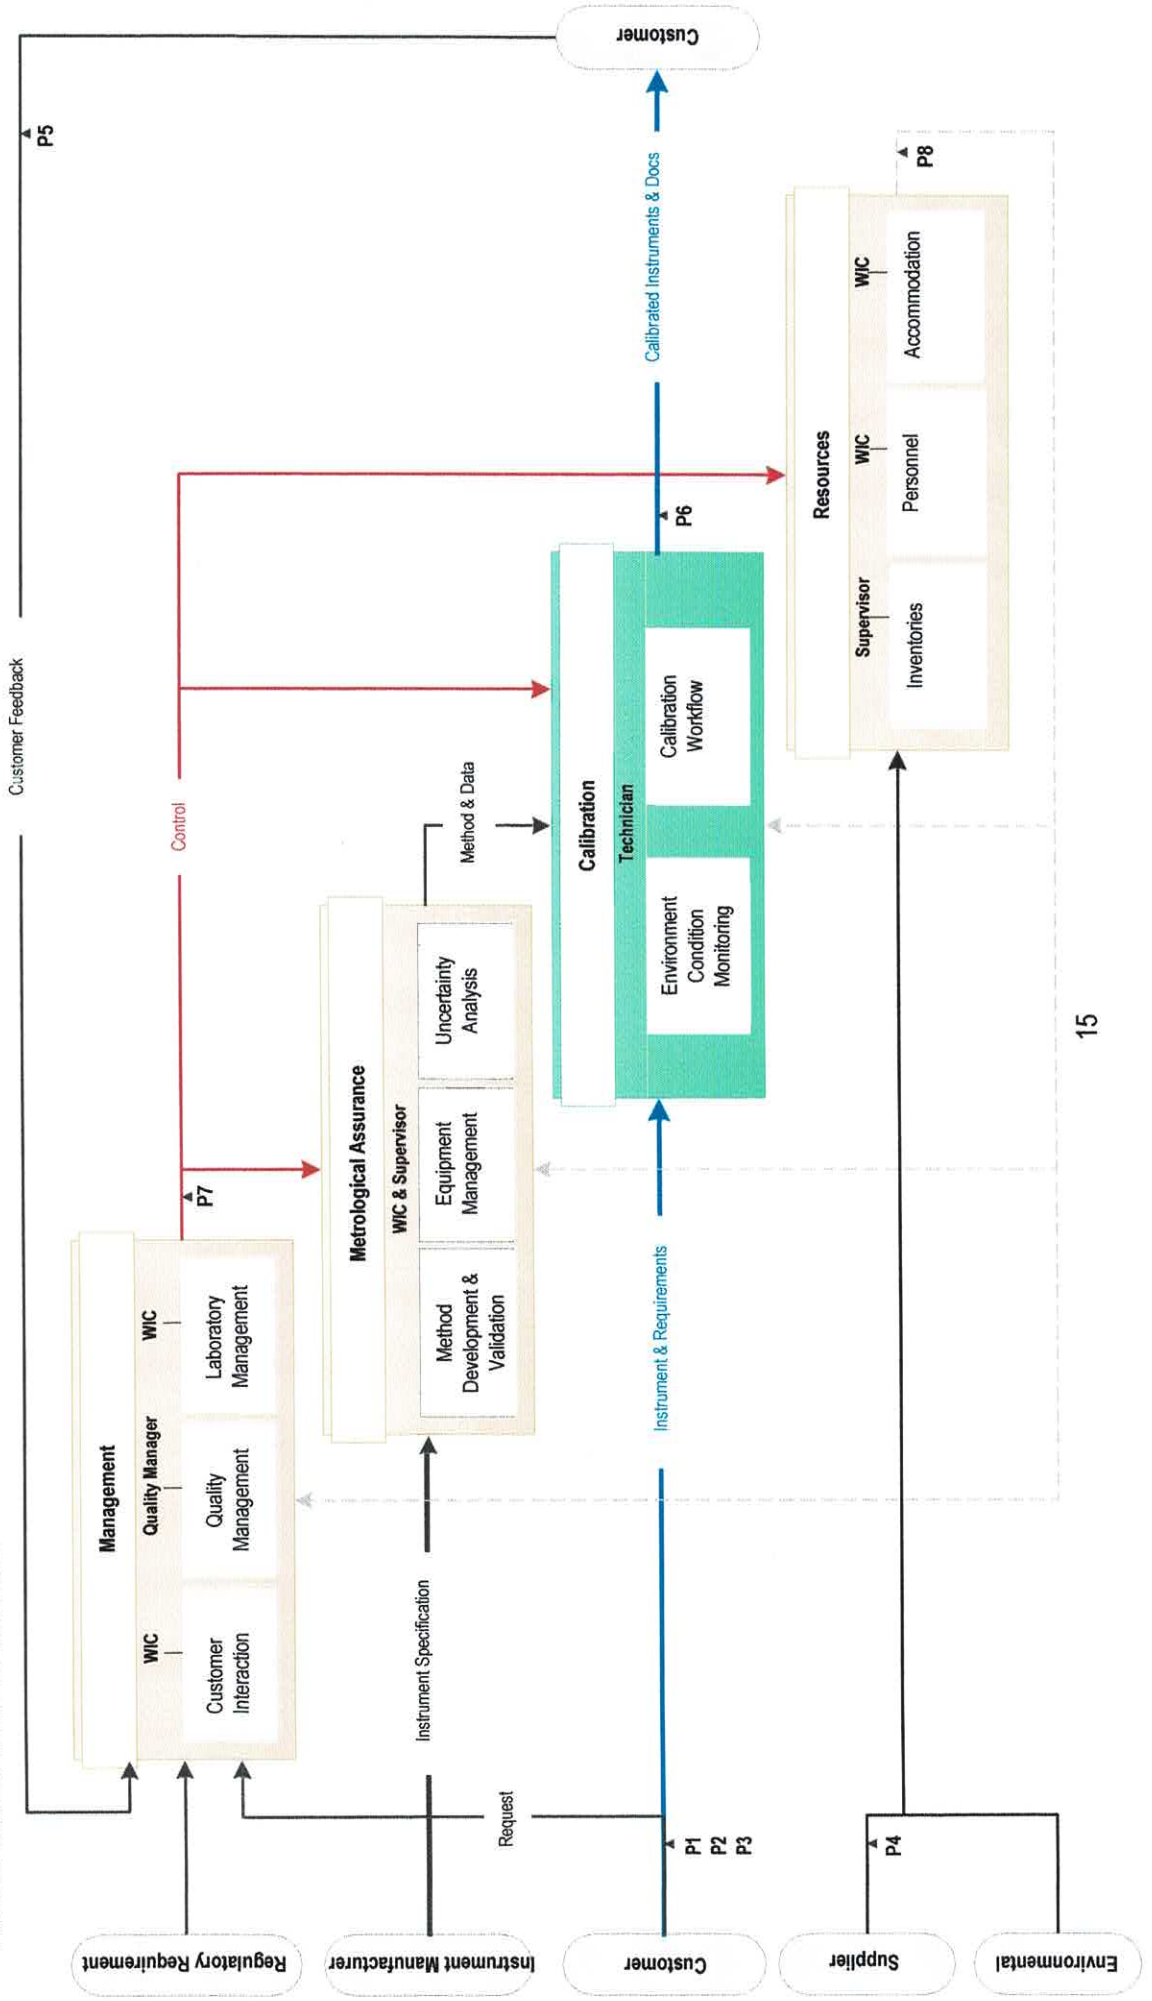 Customer Feedback
P5
Control
P7
Management
WIC
Quality Manager
WIC
Customer
Interaction
Quality
Management
Laboratory
Management
Regulatory Requirement
Metrological Assurance
WIC & Supervisor
Method
Development &
Validation
Equipment
Management
Uncertainty
Analysis
Method & Data
Instrument Specification
Instrument Manufacturer
Request
Calibration
Technician
Environment
Condition
Monitoring
Calibration
Workflow
Customer
P1
P2
P3
Instrument & Requirements
P6
Calibrated Instruments & Docs
Customer
Resources
Supervisor
WIC
WIC
Inventories
Personnel
Accommodation
P8
Supplier
P4
Environmental
15